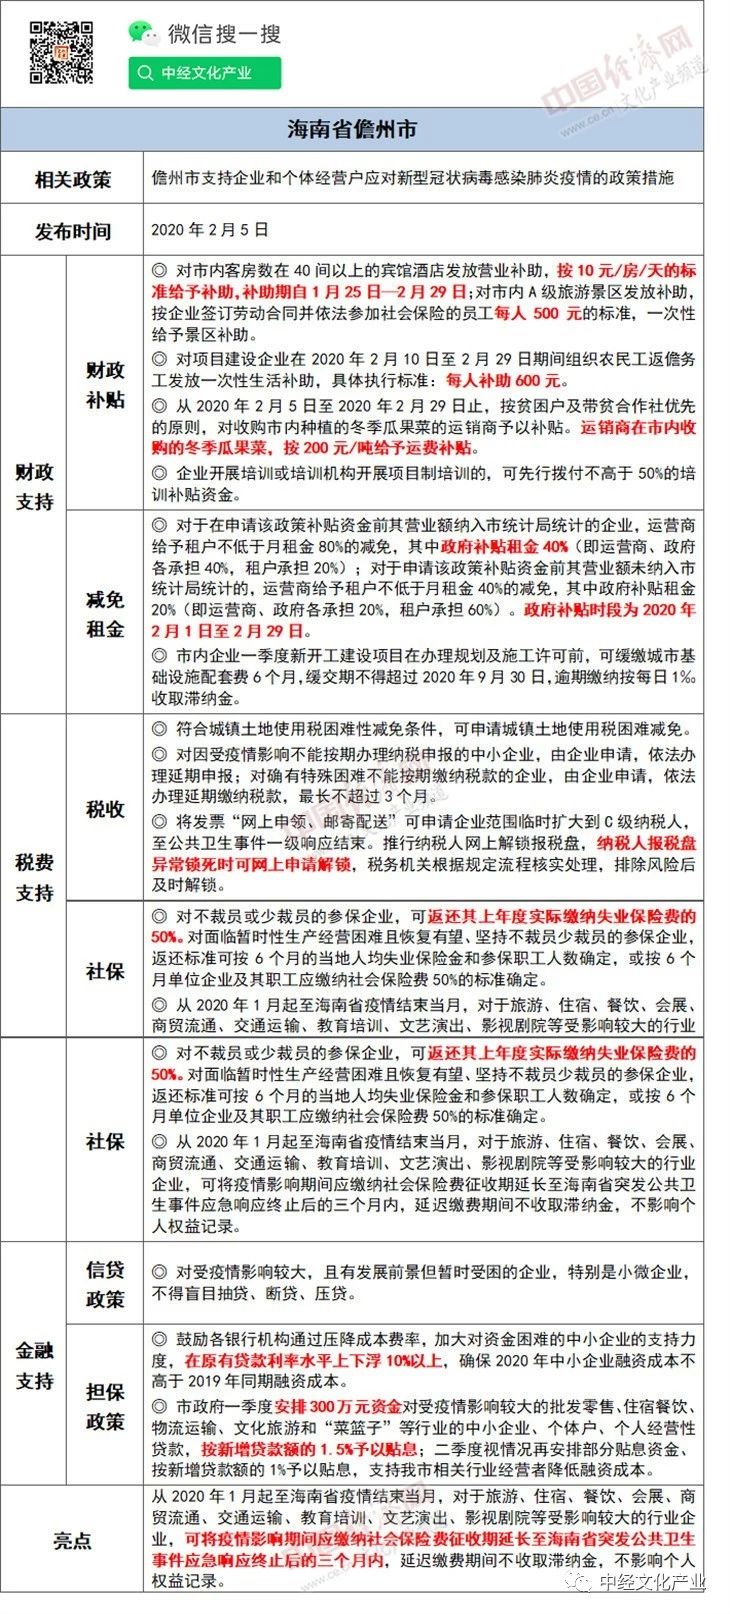 微信搜一搜
中经文化产业
中国经济网
www.ce.cn 文化产业频道
海南省儋州市
相关政策
儋州市支持企业和个体经营户应对新型冠状病毒感染肺炎疫情的政策措施
发布时间
2020 年 2 月 5 日
财政
支持
财政
补贴
◎ 对市内客房数在 40 间以上的宾馆酒店发放营业补助，按 10 元/房/天的标
准给予补助，补助期自 1 月 25 日—2 月 29 日；对市内 A 级旅游景区发放补助，
按企业签订劳动合同并依法参加社会保险的员工每人 500 元的标准，一次性
给予景区补助。
◎ 对项目建设企业在 2020 年 2 月 10 日至 2 月 29 日期间组织农民工返儋务
工发放一次性生活补助，具体执行标准：每人补助 600 元。
◎ 从 2020 年 2 月 5 日至 2020 年 2 月 29 日止，按贫困户及带贫合作社优先
的原则，对收购市内种植的冬季瓜果菜的运销商予以补贴。运销商在市内收
购的冬季瓜果菜，按 200 元/吨给予运费补贴。
◎ 企业开展培训或培训机构开展项目制培训的，可先行拨付不高于 50%的培
训补贴资金。
减免
租金
◎ 对于在申请该政策补贴资金前其营业额纳入市统计局统计的企业，运营商
给予租户不低于月租金 80%的减免，其中政府补贴租金 40%（即运营商、政府
各承担 40%，租户承担 20%）；对于申请该政策补贴资金前其营业额未纳入市
统计局统计的，运营商给予租户不低于月租金 40%的减免，其中政府补贴租金
20%（即运营商、政府各承担 20%，租户承担 60%）。政府补贴时段为 2020 年
2 月 1 日至 2 月 29 日。
◎ 市内企业一季度新开工建设项目在办理规划及施工许可前，可缓缴城市基
础设施配套费 6 个月，缓交期不得超过 2020 年 9 月 30 日，逾期缴纳按每日 1‰
收取滞纳金。
税费
支持
税收
◎ 符合城镇土地使用税困难性减免条件，可申请城镇土地使用税困难减免。
◎ 对因受疫情影响不能按期办理纳税申报的中小企业，由企业申请，依法办
理延期申报；对确有特殊困难不能按期缴纳税款的企业，由企业申请，依法
办理延期缴纳税款，最长不超过 3 个月。
◎ 将发票“网上申领、邮寄配送”可申请企业范围临时扩大到 C 级纳税人，
至公共卫生事件一级响应结束。推行纳税人网上解锁报税盘，纳税人报税盘
异常锁死时可网上申请解锁，税务机关根据规定流程核实处理，排除风险后
及时解锁。
社保
◎ 对不裁员或少裁员的参保企业，可返还其上年度实际缴纳失业保险费的
50%。对面临暂时性生产经营困难且恢复有望、坚持不裁员少裁员的参保企业，
返还标准可按 6 个月的当地人均失业保险金和参保职工人数确定，或按 6 个
月单位企业及其职工应缴纳社会保险费 50%的标准确定。
◎ 从 2020 年 1 月起至海南省疫情结束当月，对于旅游、住宿、餐饮、会展、
商贸流通、交通运输、教育培训、文艺演出、影视剧院等受影响较大的行业
社保
◎ 对不裁员或少裁员的参保企业，可返还其上年度实际缴纳失业保险费的
50%。对面临暂时性生产经营困难且恢复有望、坚持不裁员少裁员的参保企业，
返还标准可按 6 个月的当地人均失业保险金和参保职工人数确定，或按 6 个
月单位企业及其职工应缴纳社会保险费 50%的标准确定。
◎ 从 2020 年 1 月起至海南省疫情结束当月，对于旅游、住宿、餐饮、会展、
商贸流通、交通运输、教育培训、文艺演出、影视剧院等受影响较大的行业
企业，可将疫情影响期间应缴纳社会保险费征收期延长至海南省突发公共卫
生事件应急响应终止后的三个月内，延迟缴费期间不收取滞纳金，不影响个
人权益记录。
金融
支持
信贷
政策
◎ 对受疫情影响较大，且有发展前景但暂时受困的企业，特别是小微企业，
不得盲目抽贷、断贷、压贷。
担保
政策
◎ 鼓励各银行机构通过压降成本费率，加大对资金困难的中小企业的支持力
度，在原有贷款利率水平上下浮 10%以上，确保 2020 年中小企业融资成本不
高于 2019 年同期融资成本。
◎ 市政府一季度安排 300 万元资金对受疫情影响较大的批发零售、住宿餐饮、
物流运输、文化旅游和“菜篮子”等行业的中小企业、个体户、个人经营性
贷款，按新增贷款额的 1.5%予以贴息；二季度视情况再安排部分贴息资金、
按新增贷款额的 1%予以贴息，支持我市相关行业经营者降低融资成本。
亮点
从 2020 年 1 月起至海南省疫情结束当月，对于旅游、住宿、餐饮、会展、商
贸流通、交通运输、教育培训、文艺演出、影视剧院等受影响较大的行业企
业，可将疫情影响期间应缴纳社会保险费征收期延长至海南省突发公共卫生
事件应急响应终止后的三个月内，延迟缴费期间不收取滞纳金，不影响个人
权益记录。
中经文化产业